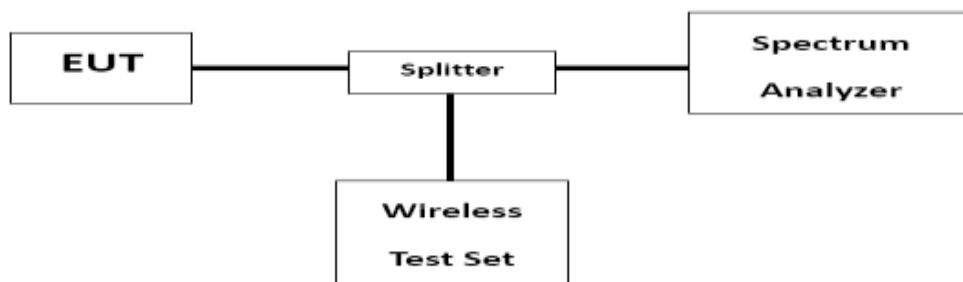 EUT
Splitter
Spectrum
Analyzer
Wireless
Test Set